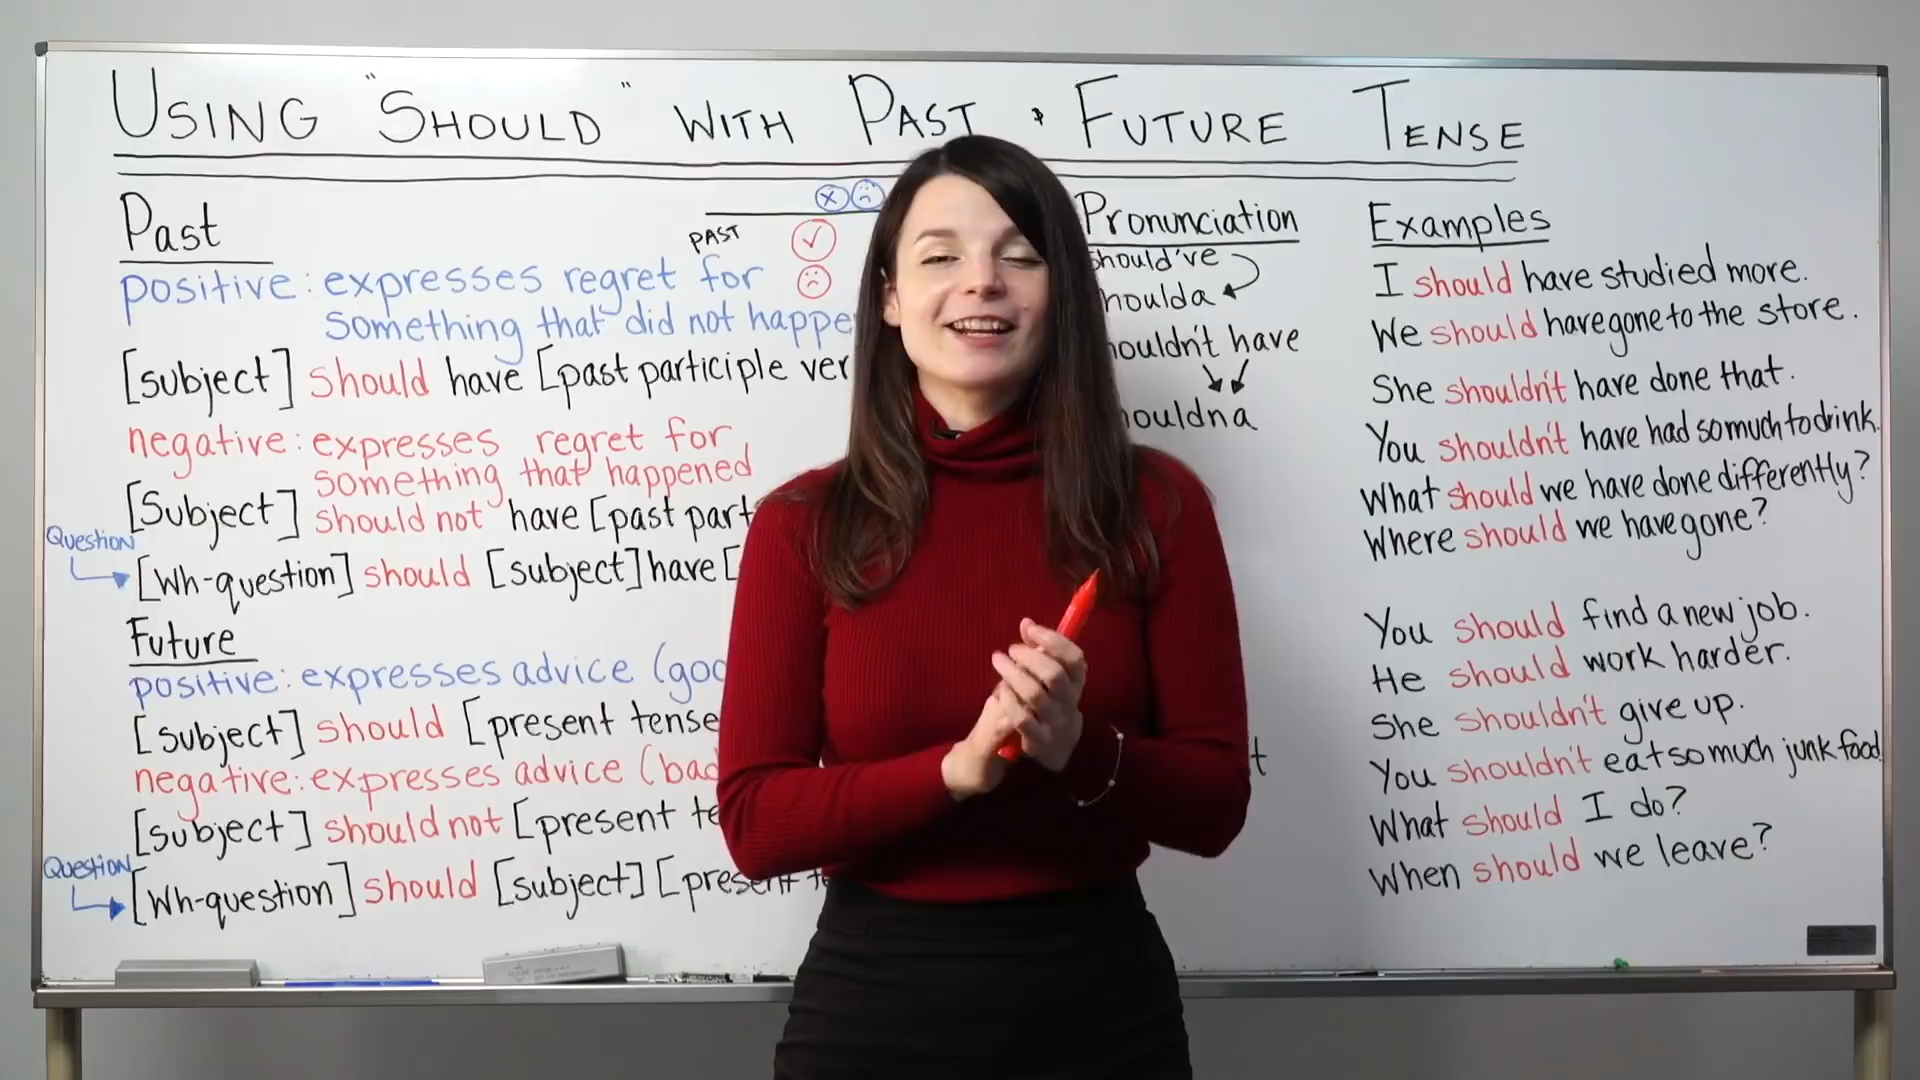 USING "SHOULD" WITH PAST & FUTURE TENSE
Past
PAST
positive: expresses regret for
something that did not happe
[subject] should have [past participle ver
negative: expresses regret for
something that happened
[Subject] should not have [past part
Question
[Wh-question] should [subject] have [
Future
positive: expresses advice (goo
[subject] should [present tense
negative: expresses advice (bad
[subject] should not [present te
Question
[Wh-question] should [subject] [present t
Pronunciation
should've
houlda
ouldn't have
ouldna
t
Examples
I should have studied more.
We should have gone to the store.
She shouldn't have done that.
You shouldn't have had so much to drink.
What should we have done differently?
Where should we have gone?
You should find a new job.
He should work harder.
She shouldn't give up.
You shouldn't eat so much junk food.
What should I do?
When should we leave?